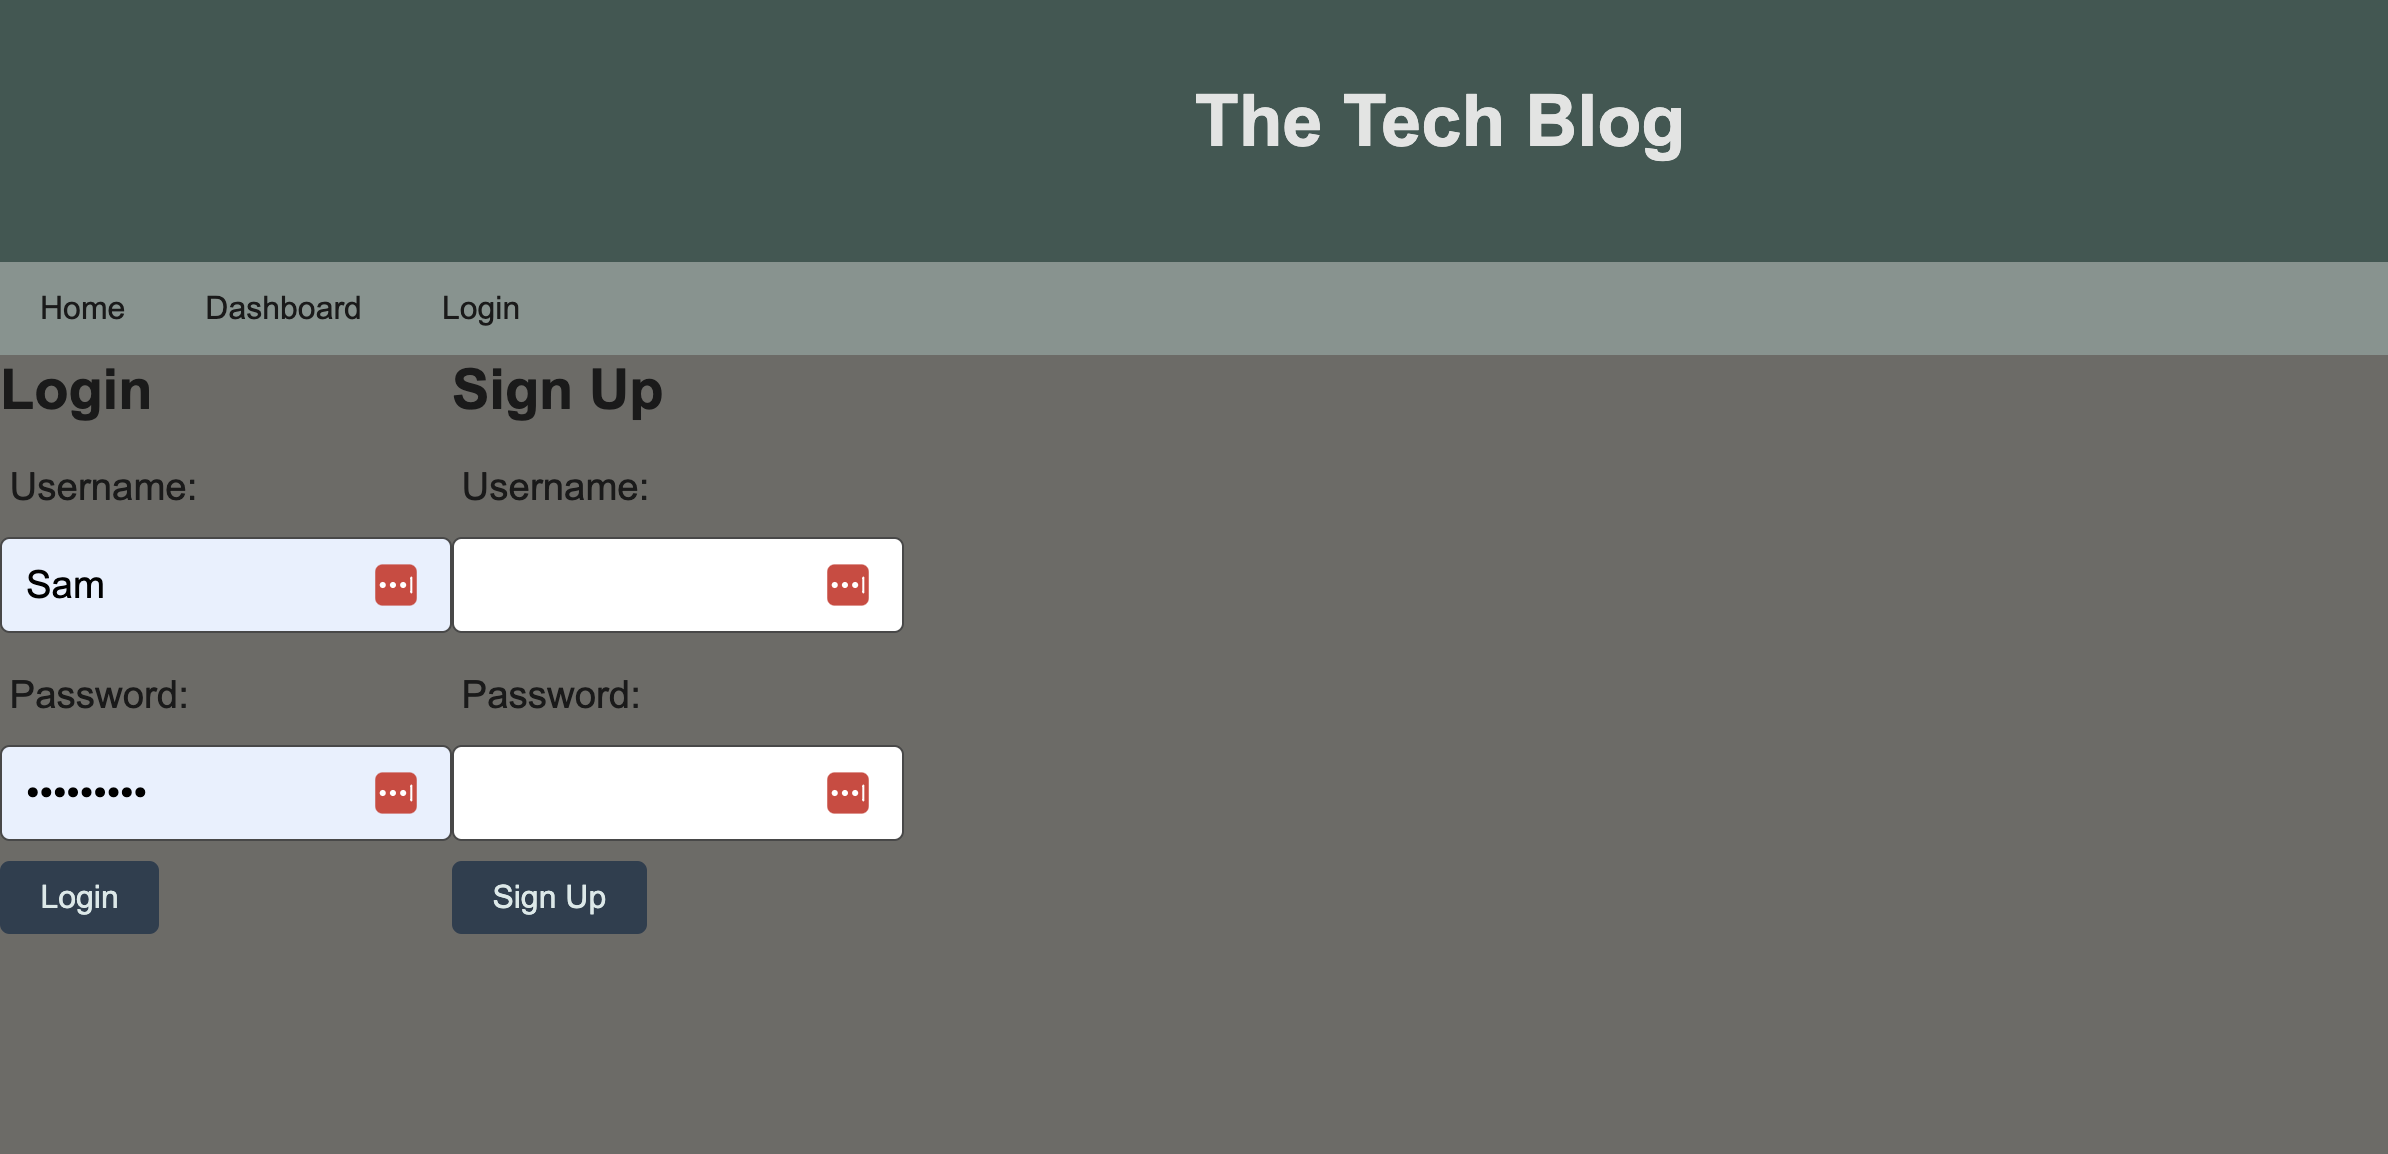 The Tech Blog
Home Dashboard Login
Login
Username:
Sam
Password:
•••••••••
Login
Sign Up
Username:
Password:
Sign Up